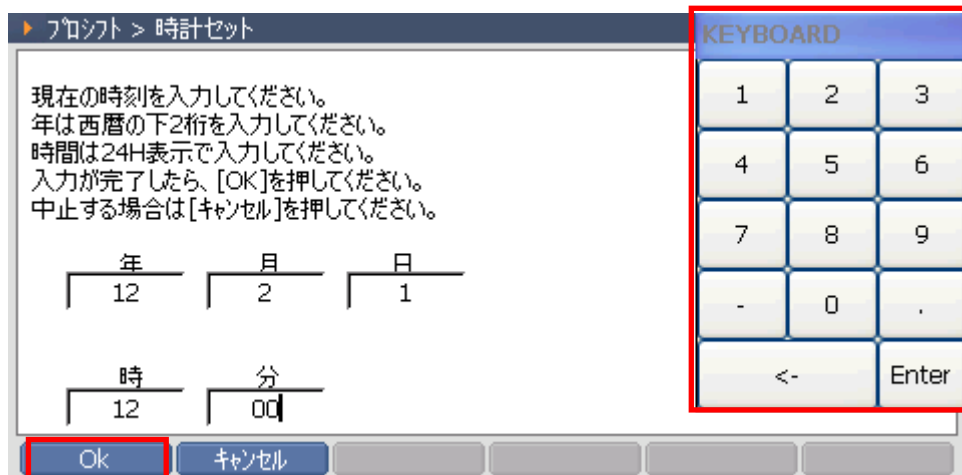 プロシフト > 時計セット
現在の時刻を入力してください。
年は西暦の下2桁を入力してください。
時間は24H表示で入力してください。
入力が完了したら、[OK]を押してください。
中止する場合は[キャンセル]を押してください。
年 月 日
12 2 1
時 分
12 00
Ok キャンセル
KEYBOARD
1 2 3
4 5 6
7 8 9
- 0 .
<- Enter